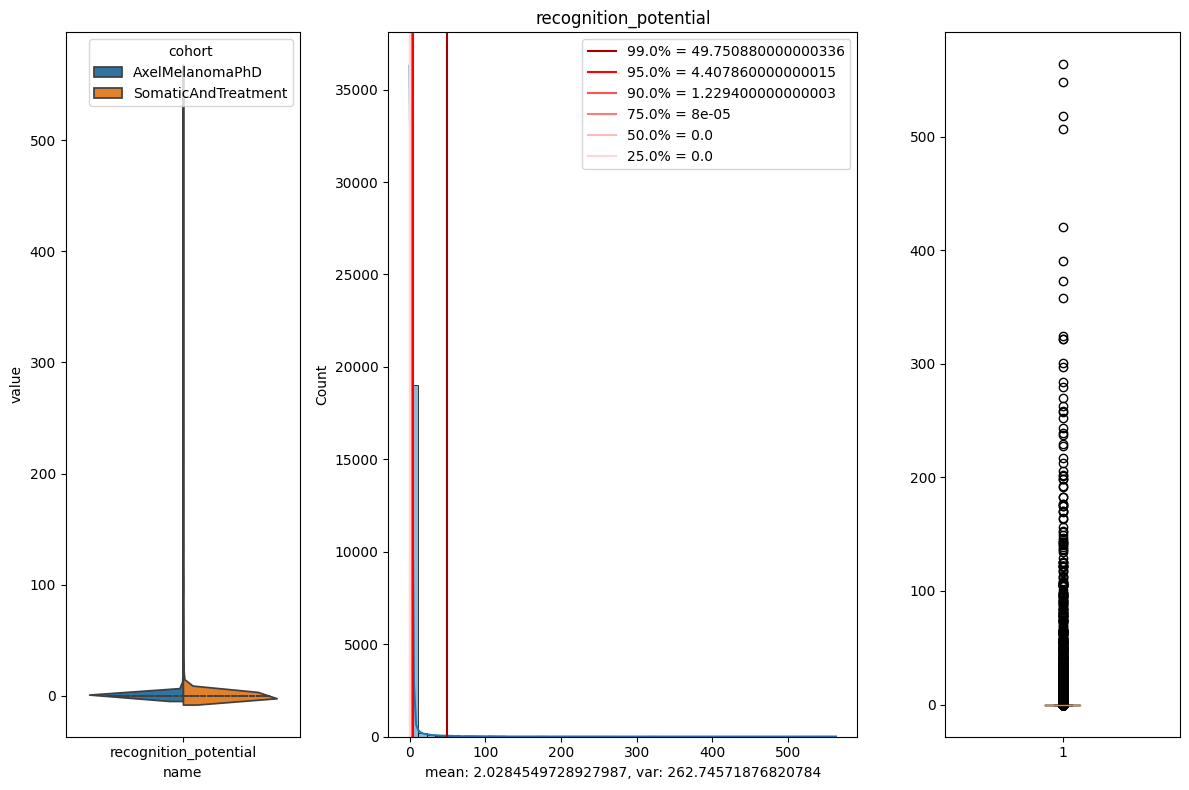 cohort
AxelMelanomaPhD
SomaticAndTreatment
value
500
400
300
200
100
0
recognition_potential
name
recognition_potential
99.0% = 49.750880000000336
95.0% = 4.407860000000015
90.0% = 1.229400000000003
75.0% = 8e-05
50.0% = 0.0
25.0% = 0.0
Count
35000
30000
25000
20000
15000
10000
5000
0
0 100 200 300 400 500
mean: 2.0284549728927987, var: 262.74571876820784
500
400
300
200
100
0
1